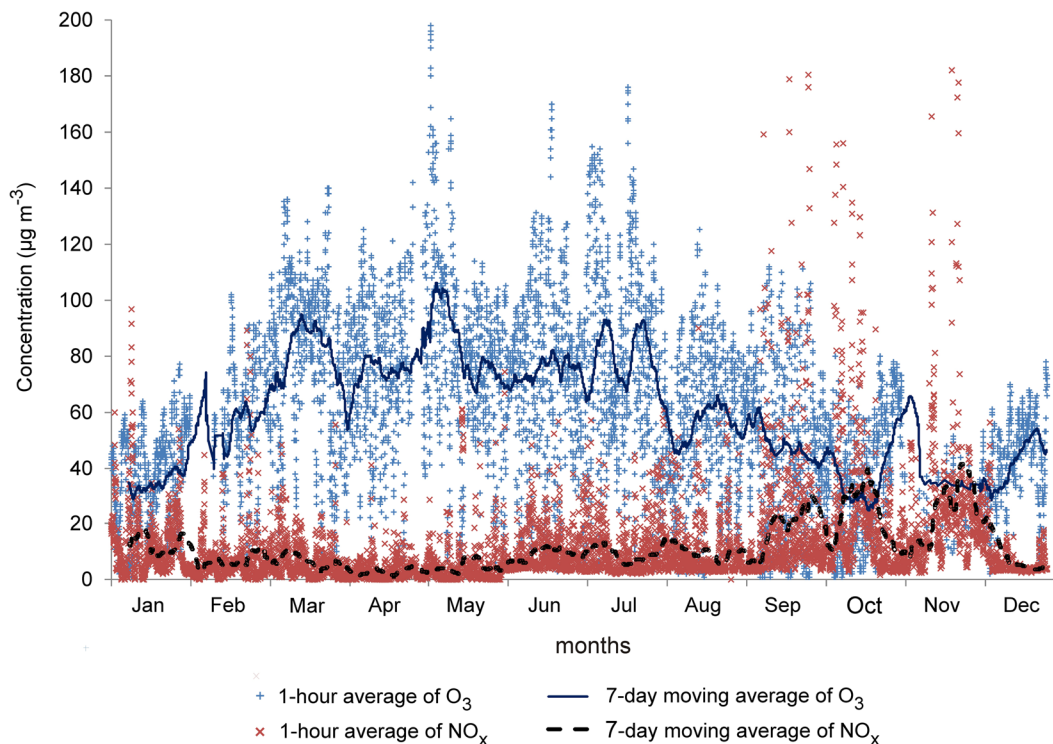 200
180
160
140
120
100
80
60
40
20
0
Concentration (µg m⁻³)
Jan Feb Mar Apr May Jun Jul Aug Sep Oct Nov Dec
months
1-hour average of O₃ 7-day moving average of O₃
1-hour average of NOₓ 7-day moving average of NOₓ